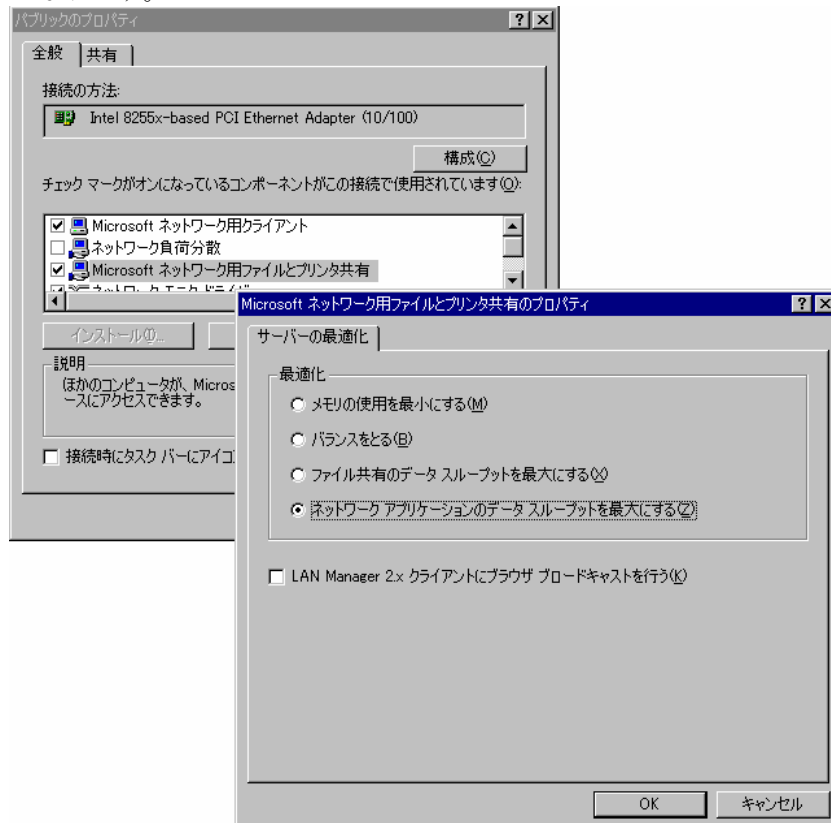 パブリックのプロパティ
全般
共有
接続の方法:
Intel 8255x-based PCI Ethernet Adapter (10/100)
構成(C)
チェック マークがオンになっているコンポーネントがこの接続で使用されています(O):
Microsoft ネットワーク用クライアント
ネットワーク負荷分散
Microsoft ネットワーク用ファイルとプリンタ共有
インストール(I)...
説明
ほかのコンピュータが、Micros
ースにアクセスできます。
接続時にタスク バーにアイコ
Microsoft ネットワーク用ファイルとプリンタ共有のプロパティ
サーバーの最適化
最適化
メモリの使用を最小にする(M)
バランスをとる(B)
ファイル共有のデータ スループットを最大にする(X)
ネットワーク アプリケーションのデータ スループットを最大にする(Z)
LAN Manager 2.x クライアントにブラウザ ブロードキャストを行う(K)
OK
キャンセル